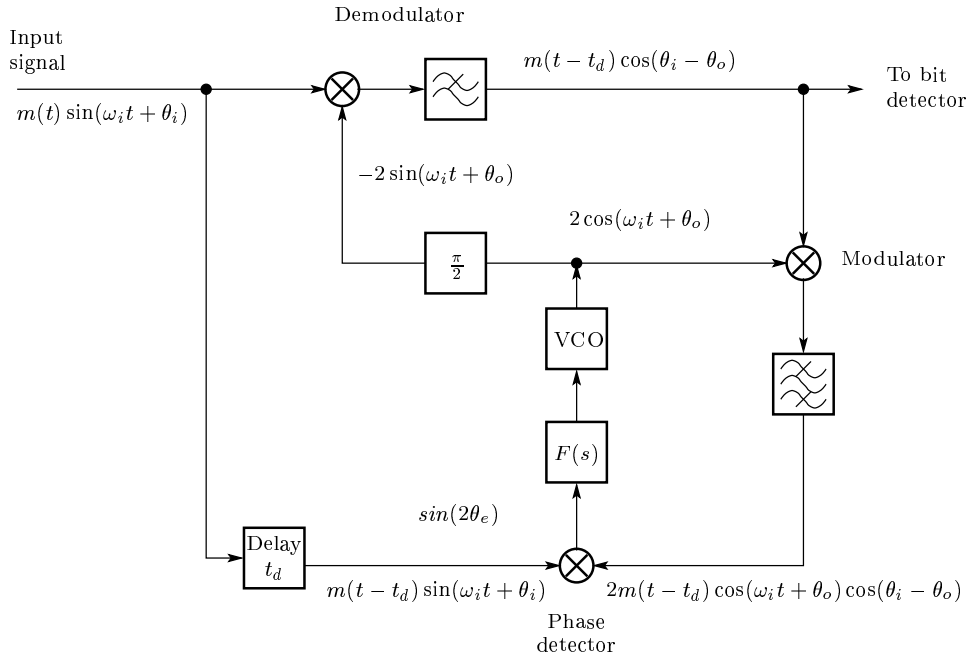 Demodulator
Input
signal
m(t) sin(ω_i t + θ_i)
m(t − t_d) cos(θ_i − θ_o)
To bit
detector
−2 sin(ω_i t + θ_o)
2 cos(ω_i t + θ_o)
π/2
Modulator
VCO
F(s)
sin(2θ_e)
Delay
t_d
m(t − t_d) sin(ω_i t + θ_i)
2m(t − t_d) cos(ω_i t + θ_o) cos(θ_i − θ_o)
Phase
detector